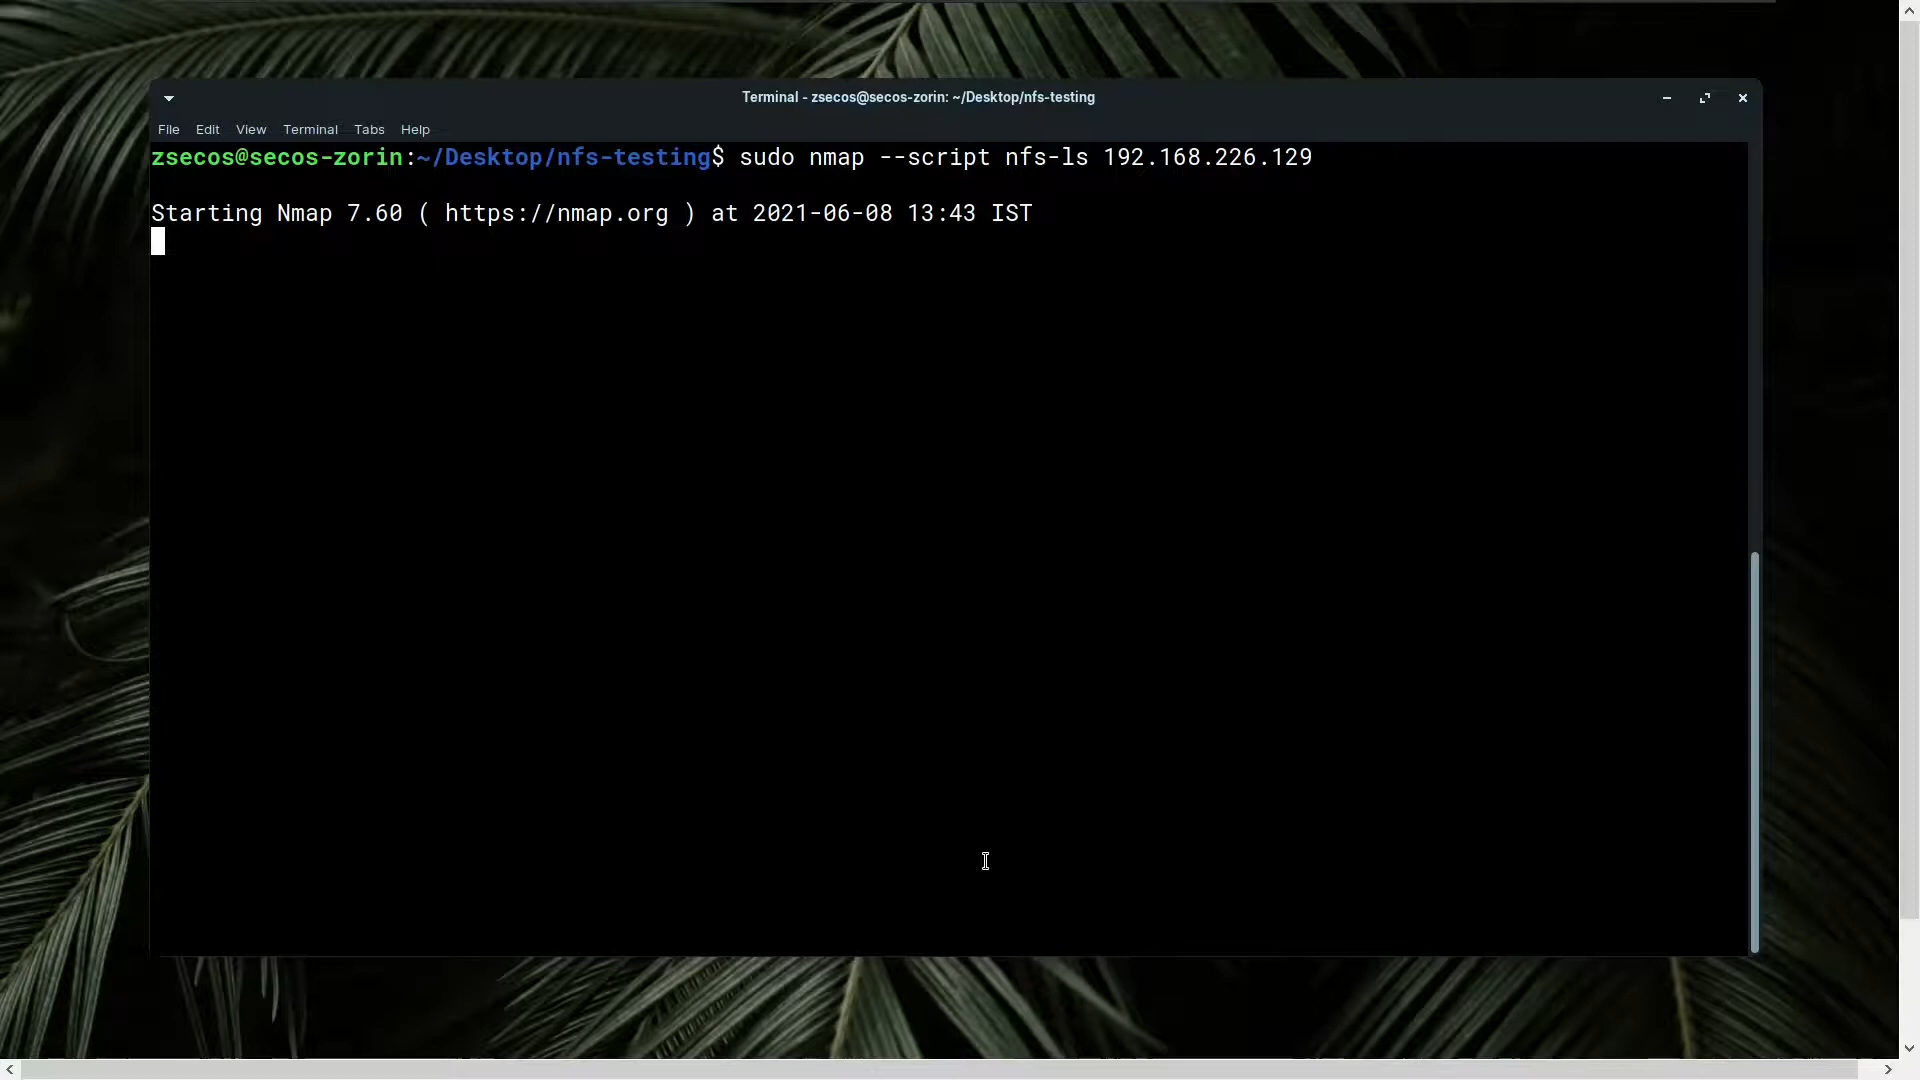 Terminal - zsecos@secos-zorin: ~/Desktop/nfs-testing
File Edit View Terminal Tabs Help
zsecos@secos-zorin:~/Desktop/nfs-testing$ sudo nmap --script nfs-ls 192.168.226.129
Starting Nmap 7.60 ( https://nmap.org ) at 2021-06-08 13:43 IST